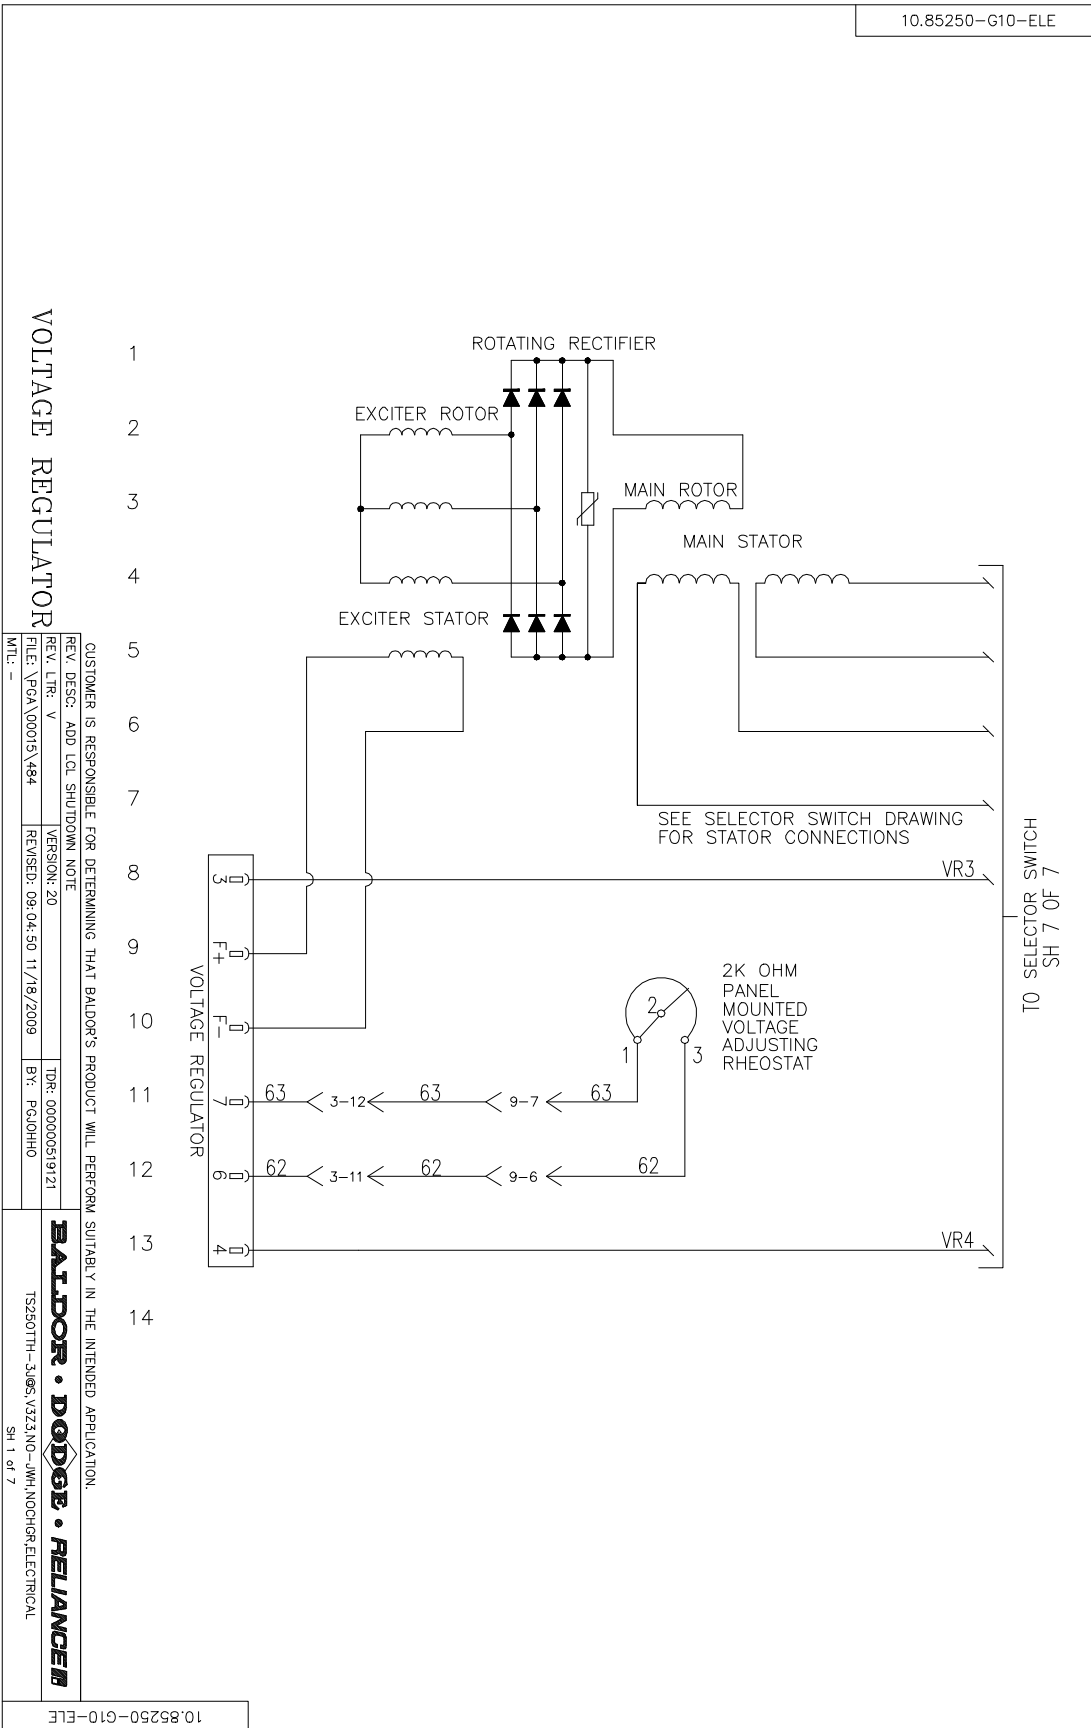 10.85250-G10-ELE
1
2
3
4
5
6
7
8
9
10
11
12
13
14
ROTATING RECTIFIER
EXCITER ROTOR
MAIN ROTOR
MAIN STATOR
EXCITER STATOR
SEE SELECTOR SWITCH DRAWING
FOR STATOR CONNECTIONS
VR3
TO SELECTOR SWITCH
SH 7 OF 7
2K OHM
PANEL
MOUNTED
VOLTAGE
ADJUSTING
RHEOSTAT
2
1
3
3
F+
F-
7
6
4
VOLTAGE REGULATOR
63
3-12
63
9-7
63
62
3-11
62
9-6
62
VR4
VOLTAGE REGULATOR
CUSTOMER IS RESPONSIBLE FOR DETERMINING THAT BALDOR'S PRODUCT WILL PERFORM SUITABLY IN THE INTENDED APPLICATION.
REV. DESC: ADD LCL SHUTDOWN NOTE
REV. LTR: V
VERSION: 20
TDR: 000000519121
FILE: \PGA\00015\484
REVISED: 09:04:50 11/18/2009
BY: PGJOHHO
MTL: -
BALDOR • DODGE • RELIANCE
TS250TTH-3J@S,V3Z3,NO-JWH,NOCHGR,ELECTRICAL
SH 1 of 7
10.85250-G10-ELE